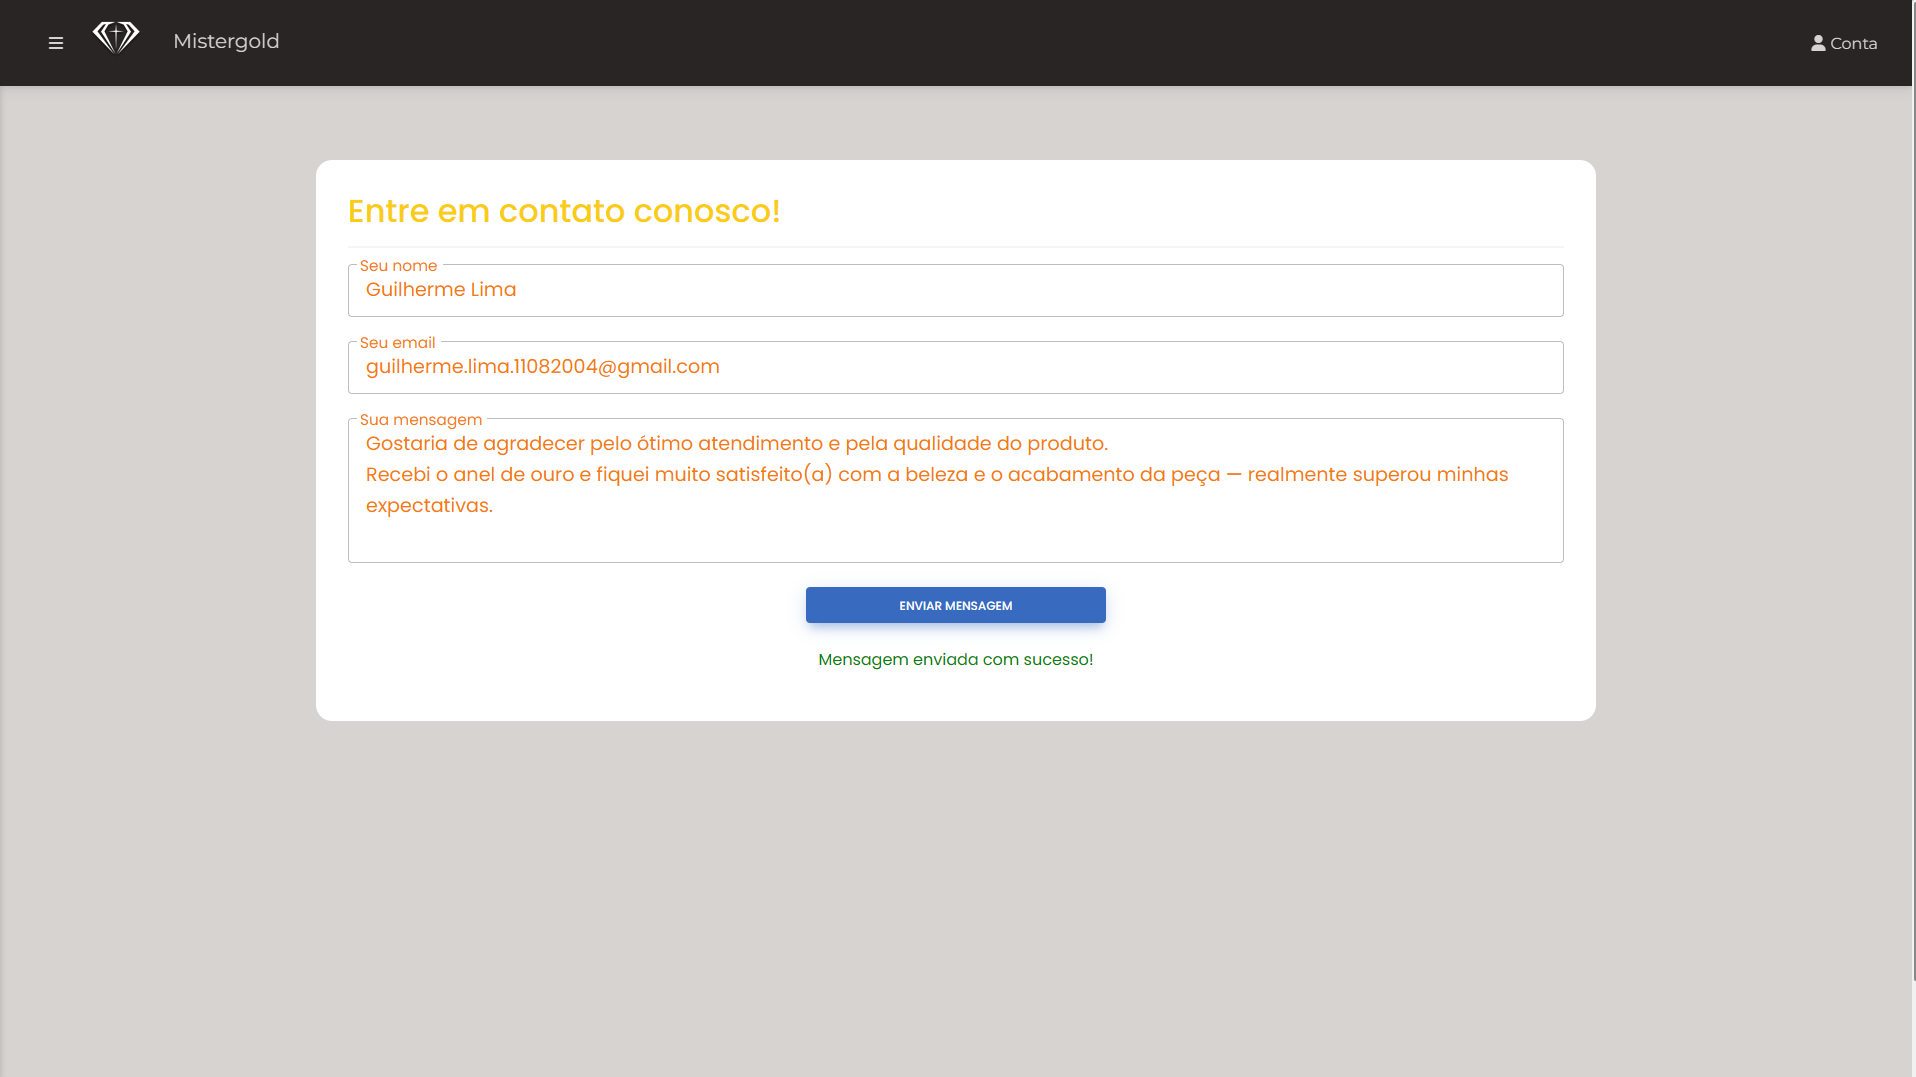 Mistergold
Conta
Entre em contato conosco!
Seu nome
Guilherme Lima
Seu email
guilherme.lima.11082004@gmail.com
Sua mensagem
Gostaria de agradecer pelo ótimo atendimento e pela qualidade do produto.
Recebi o anel de ouro e fiquei muito satisfeito(a) com a beleza e o acabamento da peça — realmente superou minhas
expectativas.
ENVIAR MENSAGEM
Mensagem enviada com sucesso!